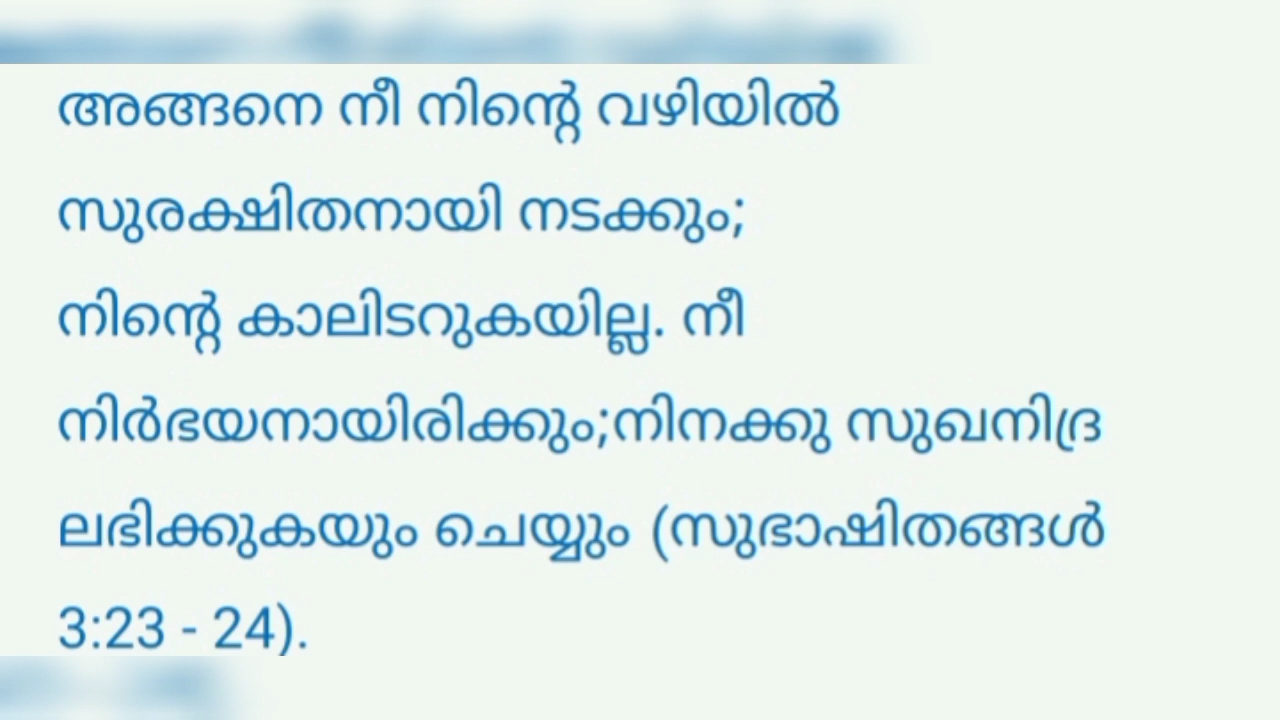 അങ്ങനെ നീ നിന്റെ വഴിയിൽ
സുരക്ഷിതനായി നടക്കും;
നിന്റെ കാലിടറുകയില്ല. നീ
നിർഭയനായിരിക്കും;നിനക്കു സുഖനിദ്ര
ലഭിക്കുകയും ചെയ്യും (സുഭാഷിതങ്ങൾ
3:23 - 24).